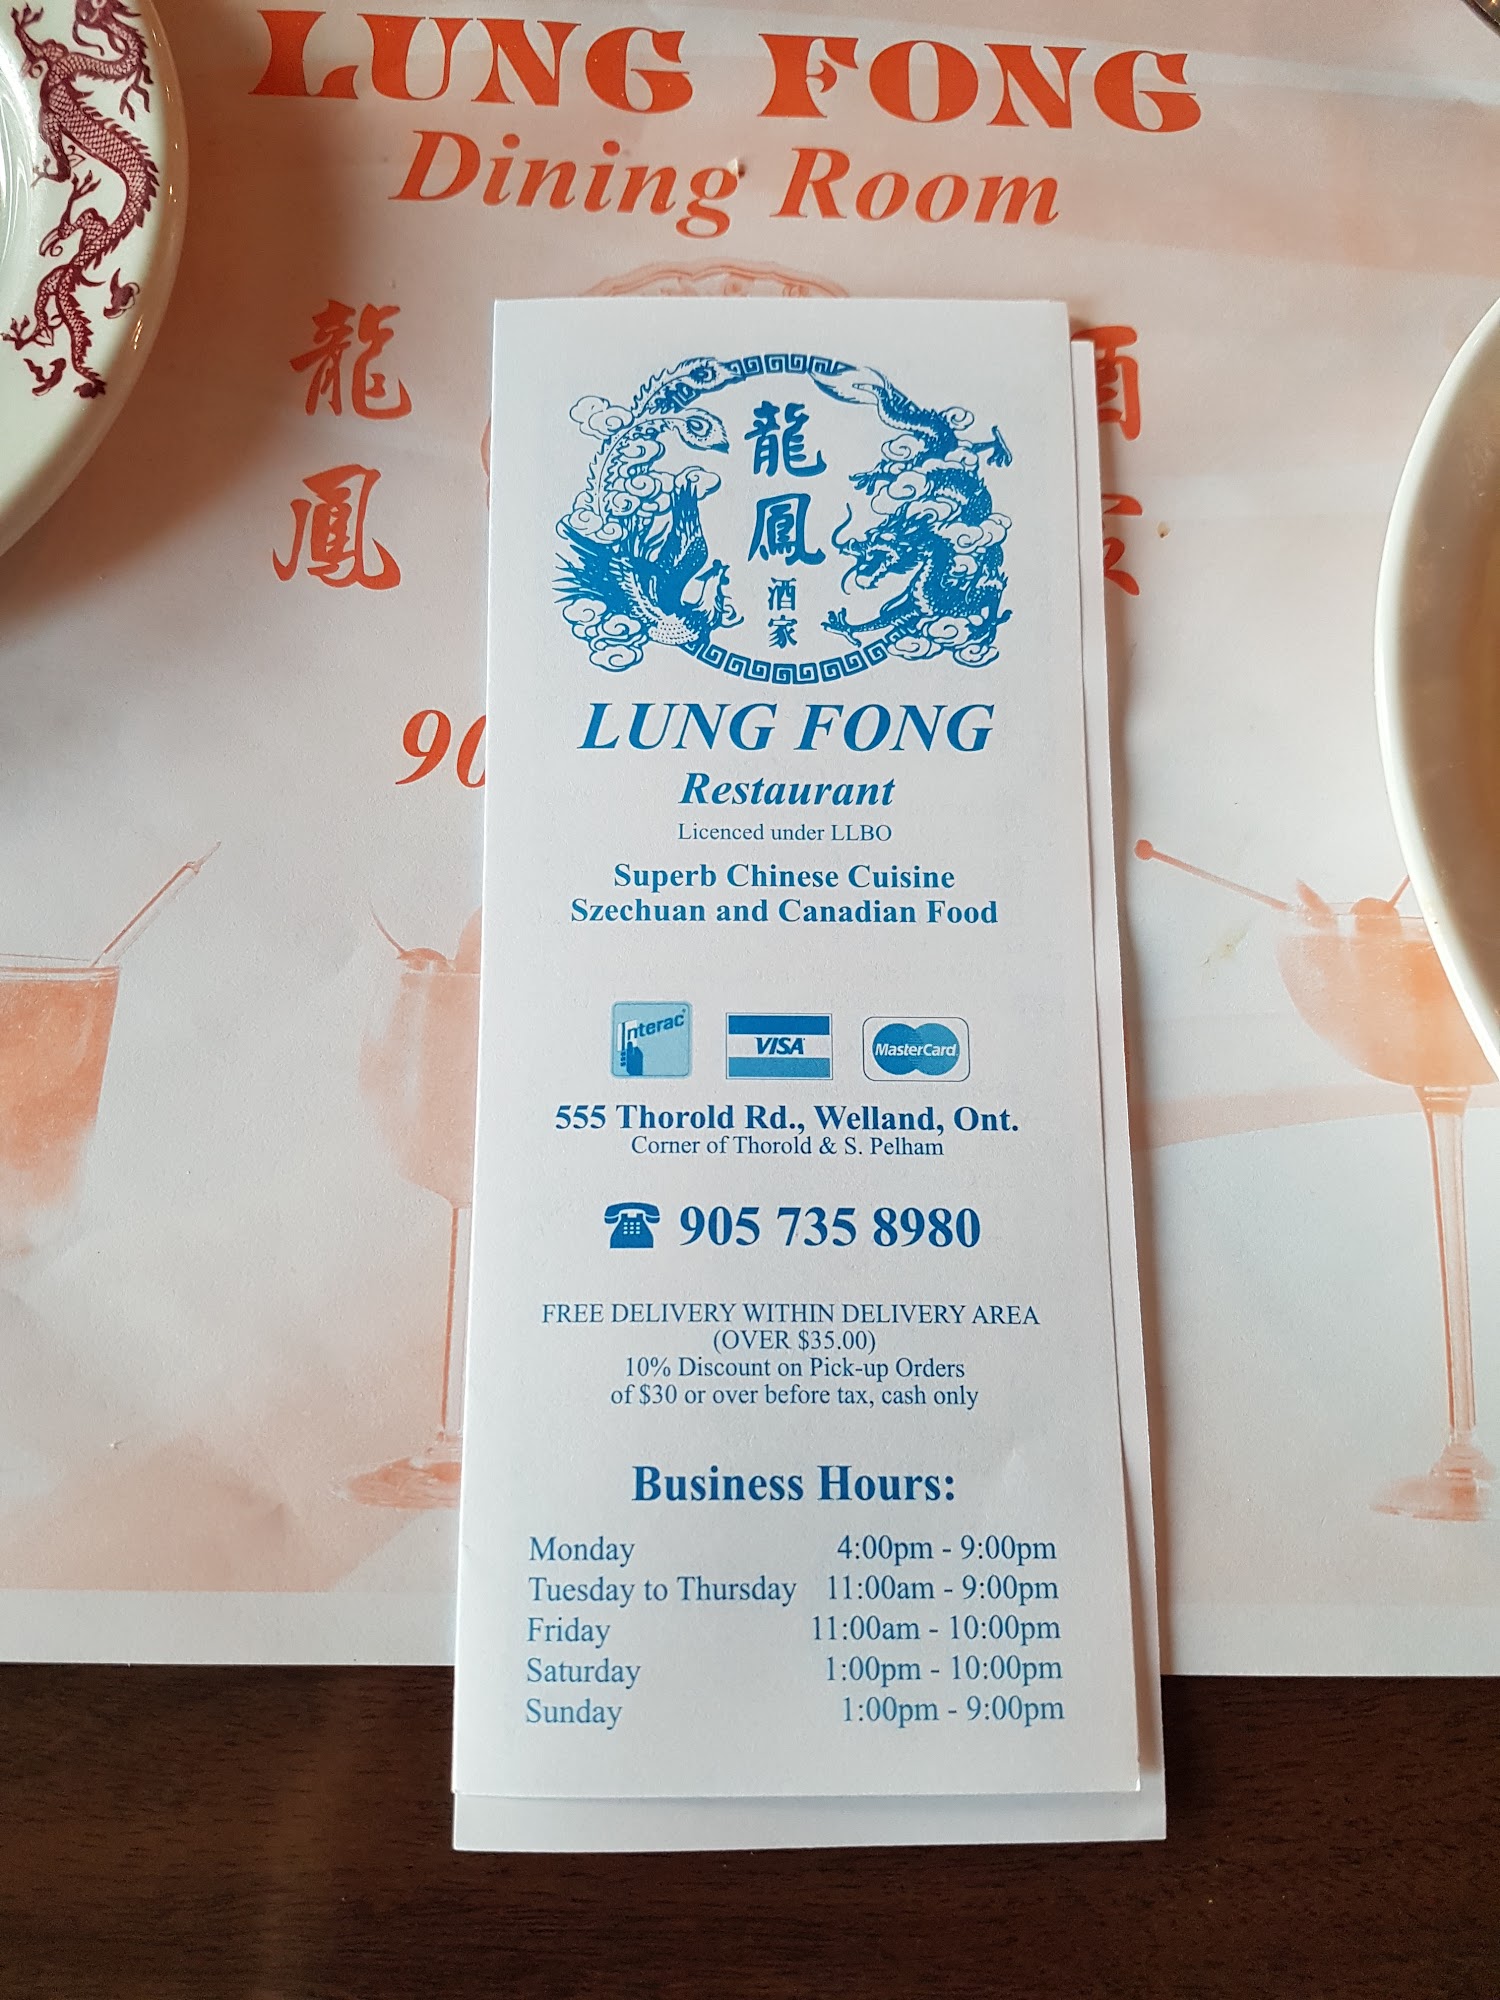 LUNG FONG
Dining Room
龍 酒
鳳
90
龍
鳳
酒
家
LUNG FONG
Restaurant
Licenced under LLBO
Superb Chinese Cuisine
Szechuan and Canadian Food
Interac
VISA
MasterCard
555 Thorold Rd., Welland, Ont.
Corner of Thorold & S. Pelham
☎ 905 735 8980
FREE DELIVERY WITHIN DELIVERY AREA
(OVER $35.00)
10% Discount on Pick-up Orders
of $30 or over before tax, cash only
Business Hours:
Monday 4:00pm - 9:00pm
Tuesday to Thursday 11:00am - 9:00pm
Friday 11:00am - 10:00pm
Saturday 1:00pm - 10:00pm
Sunday 1:00pm - 9:00pm